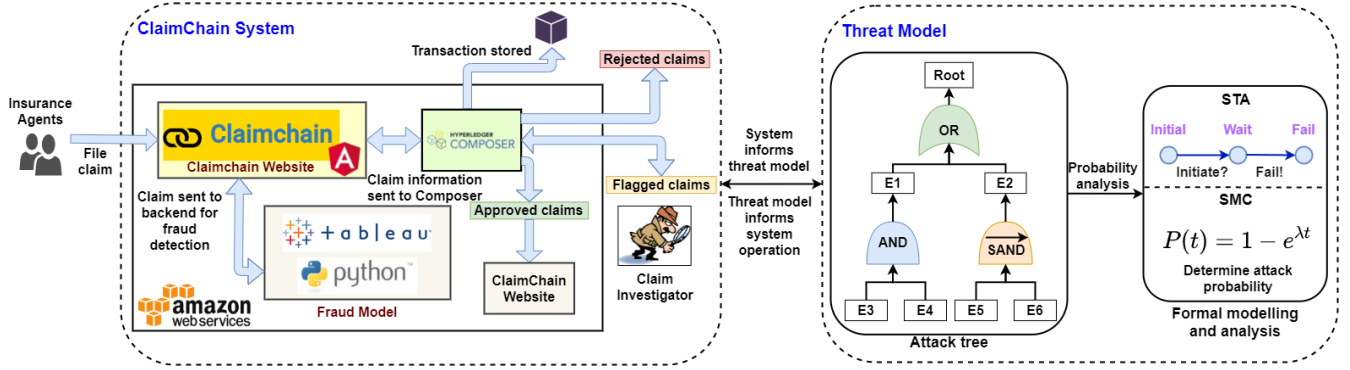 ClaimChain System
Transaction stored
Rejected claims
Insurance
Agents
File
claim
Claimchain
Claimchain Website
HYPERLEDGER
COMPOSER
Claim information
sent to Composer
Claim sent to
backend for
fraud
detection
Approved claims
Flagged claims
+ a b l e a u
python™
Fraud Model
ClaimChain
Website
Claim
Investigator
amazon
webservices
System
informs
threat model
Threat model
informs
system
operation
Threat Model
Root
OR
E1
E2
AND
SAND
E3
E4
E5
E6
Attack tree
Probability
analysis
STA
Initial
Wait
Fail
Initiate?
Fail!
SMC
P(t) = 1 − e^{λt}
Determine attack
probability
Formal modelling
and analysis